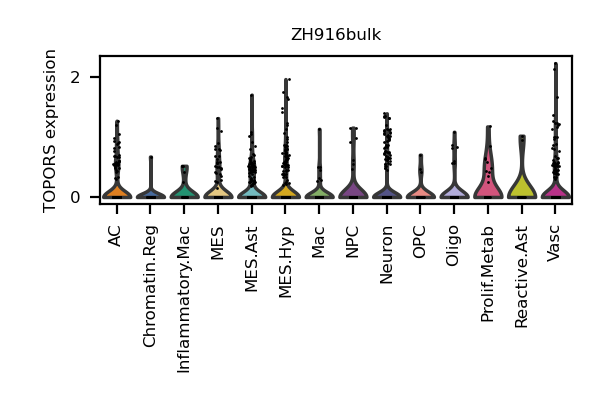 ZH916bulk
TOPORS expression
2
0
AC
Chromatin.Reg
Inflammatory.Mac
MES
MES.Ast
MES.Hyp
Mac
NPC
Neuron
OPC
Oligo
Prolif.Metab
Reactive.Ast
Vasc